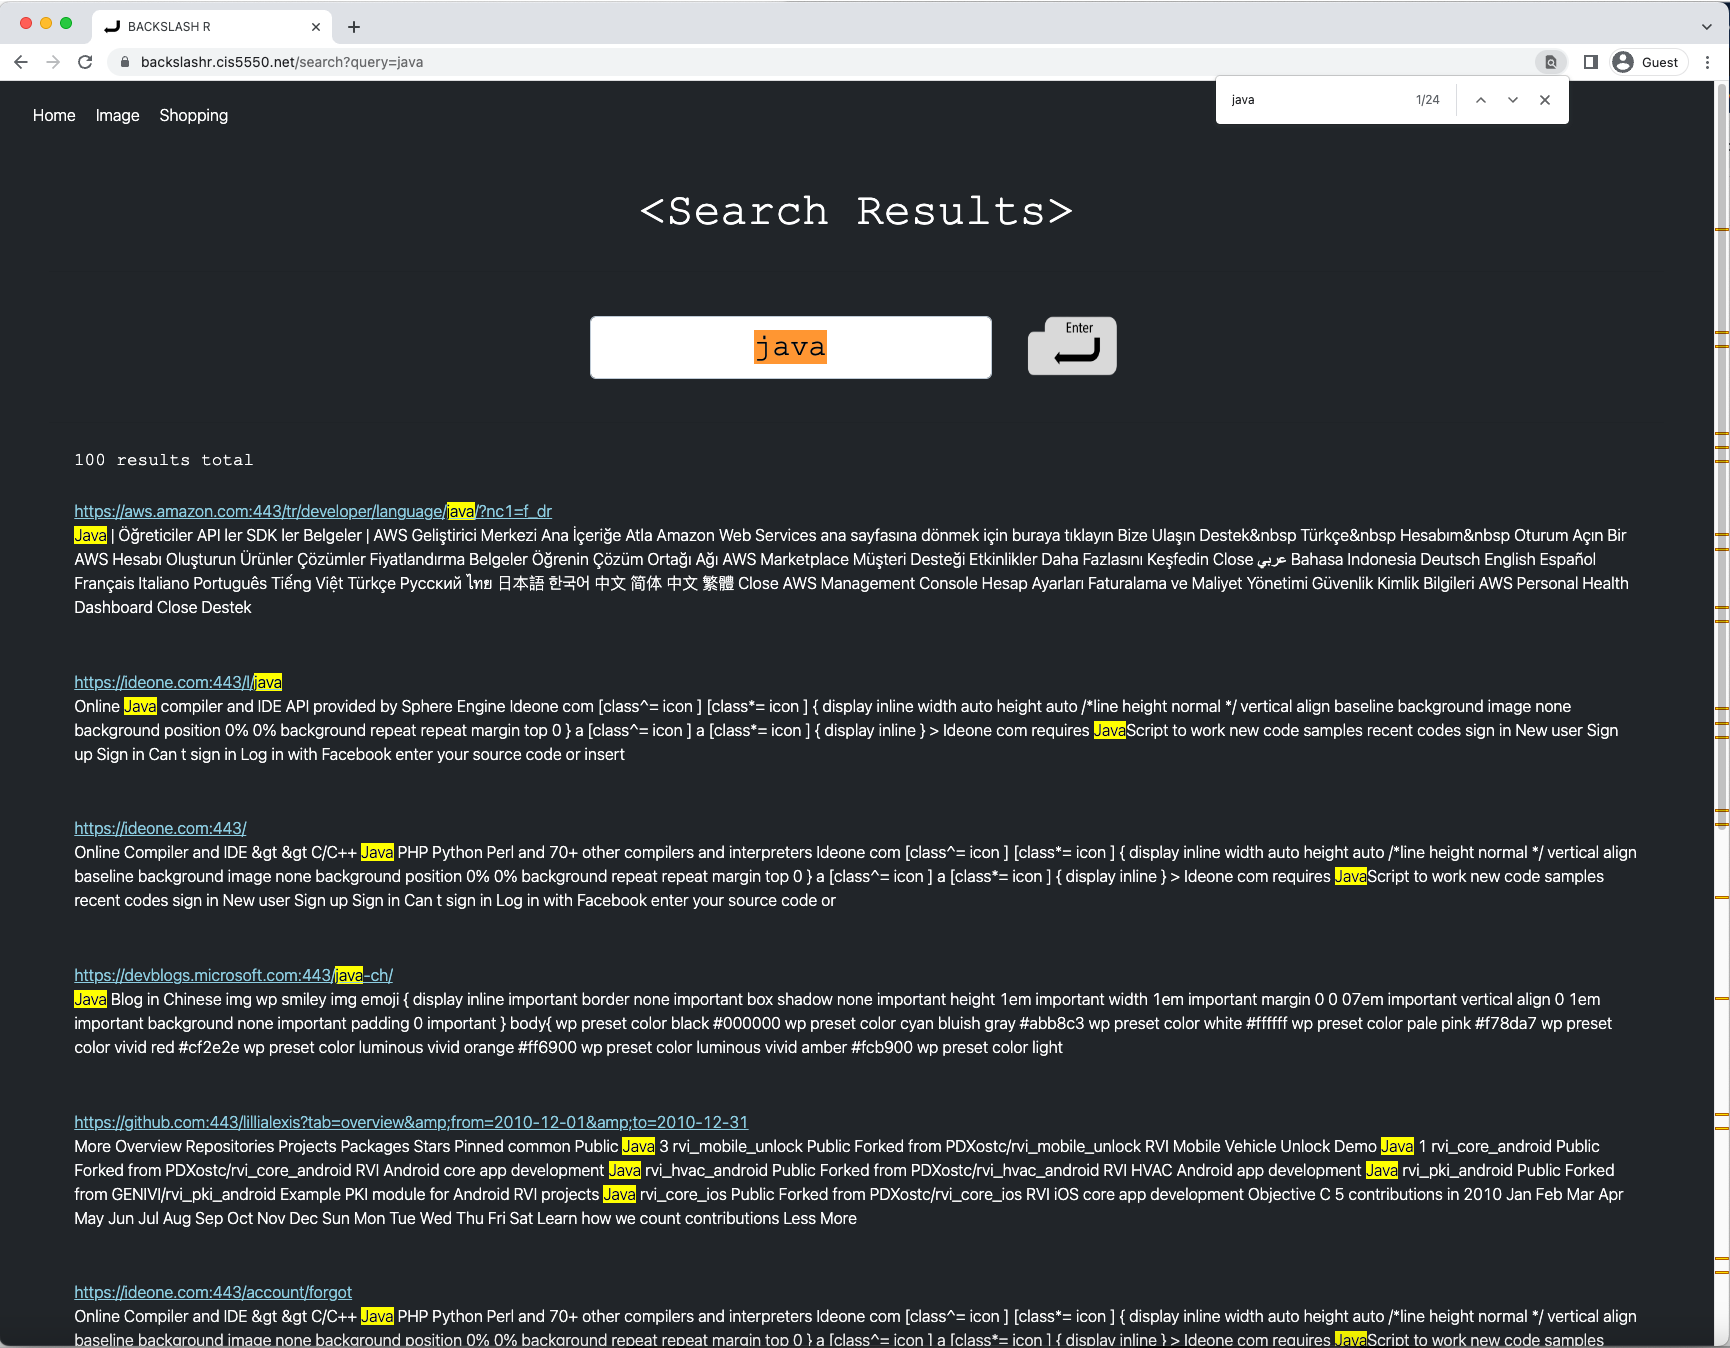 BACKSLASH R
backslashr.cis5550.net/search?query=java
Guest
java 1/24
Home Image Shopping
<Search Results>
java
Enter
100 results total
https://aws.amazon.com:443/tr/developer/language/java/?nc1=f_dr
Java | Öğreticiler API ler SDK ler Belgeler | AWS Geliştirici Merkezi Ana İçeriğe Atla Amazon Web Services ana sayfasına dönmek için buraya tıklayın Bize Ulaşın Destek&nbsp Türkçe&nbsp Hesabım&nbsp Oturum Açın Bir
AWS Hesabı Oluşturun Ürünler Çözümler Fiyatlandırma Belgeler Öğrenin Çözüm Ortağı Ağı AWS Marketplace Müşteri Desteği Etkinlikler Daha Fazlasını Keşfedin Close عربي Bahasa Indonesia Deutsch English Español
Français Italiano Português Tiếng Việt Türkçe Ρусский ไทย 日本語 한국어 中文 简体 中文 繁體 Close AWS Management Console Hesap Ayarları Faturalama ve Maliyet Yönetimi Güvenlik Kimlik Bilgileri AWS Personal Health
Dashboard Close Destek
https://ideone.com:443/l/java
Online Java compiler and IDE API provided by Sphere Engine Ideone com [class^= icon ] [class*= icon ] { display inline width auto height auto /*line height normal */ vertical align baseline background image none
background position 0% 0% background repeat repeat margin top 0 } a [class^= icon ] a [class*= icon ] { display inline } > Ideone com requires JavaScript to work new code samples recent codes sign in New user Sign
up Sign in Can t sign in Log in with Facebook enter your source code or insert
https://ideone.com:443/
Online Compiler and IDE &gt &gt C/C++ Java PHP Python Perl and 70+ other compilers and interpreters Ideone com [class^= icon ] [class*= icon ] { display inline width auto height auto /*line height normal */ vertical align
baseline background image none background position 0% 0% background repeat repeat margin top 0 } a [class^= icon ] a [class*= icon ] { display inline } > Ideone com requires JavaScript to work new code samples
recent codes sign in New user Sign up Sign in Can t sign in Log in with Facebook enter your source code or
https://devblogs.microsoft.com:443/java-ch/
Java Blog in Chinese img wp smiley img emoji { display inline important border none important box shadow none important height 1em important width 1em important margin 0 0 07em important vertical align 0 1em
important background none important padding 0 important } body{ wp preset color black #000000 wp preset color cyan bluish gray #abb8c3 wp preset color white #ffffff wp preset color pale pink #f78da7 wp preset
color vivid red #cf2e2e wp preset color luminous vivid orange #ff6900 wp preset color luminous vivid amber #fcb900 wp preset color light
https://github.com:443/lillialexis?tab=overview&amp;from=2010-12-01&amp;to=2010-12-31
More Overview Repositories Projects Packages Stars Pinned common Public Java 3 rvi_mobile_unlock Public Forked from PDXostc/rvi_mobile_unlock RVI Mobile Vehicle Unlock Demo Java 1 rvi_core_android Public
Forked from PDXostc/rvi_core_android RVI Android core app development Java rvi_hvac_android Public Forked from PDXostc/rvi_hvac_android RVI HVAC Android app development Java rvi_pki_android Public Forked
from GENIVI/rvi_pki_android Example PKI module for Android RVI projects Java rvi_core_ios Public Forked from PDXostc/rvi_core_ios RVI iOS core app development Objective C 5 contributions in 2010 Jan Feb Mar Apr
May Jun Jul Aug Sep Oct Nov Dec Sun Mon Tue Wed Thu Fri Sat Learn how we count contributions Less More
https://ideone.com:443/account/forgot
Online Compiler and IDE &gt &gt C/C++ Java PHP Python Perl and 70+ other compilers and interpreters Ideone com [class^= icon ] [class*= icon ] { display inline width auto height auto /*line height normal */ vertical align
baseline background image none background position 0% 0% background repeat repeat margin top 0 } a [class^= icon ] a [class*= icon ] { display inline } > Ideone com requires JavaScript to work new code samples